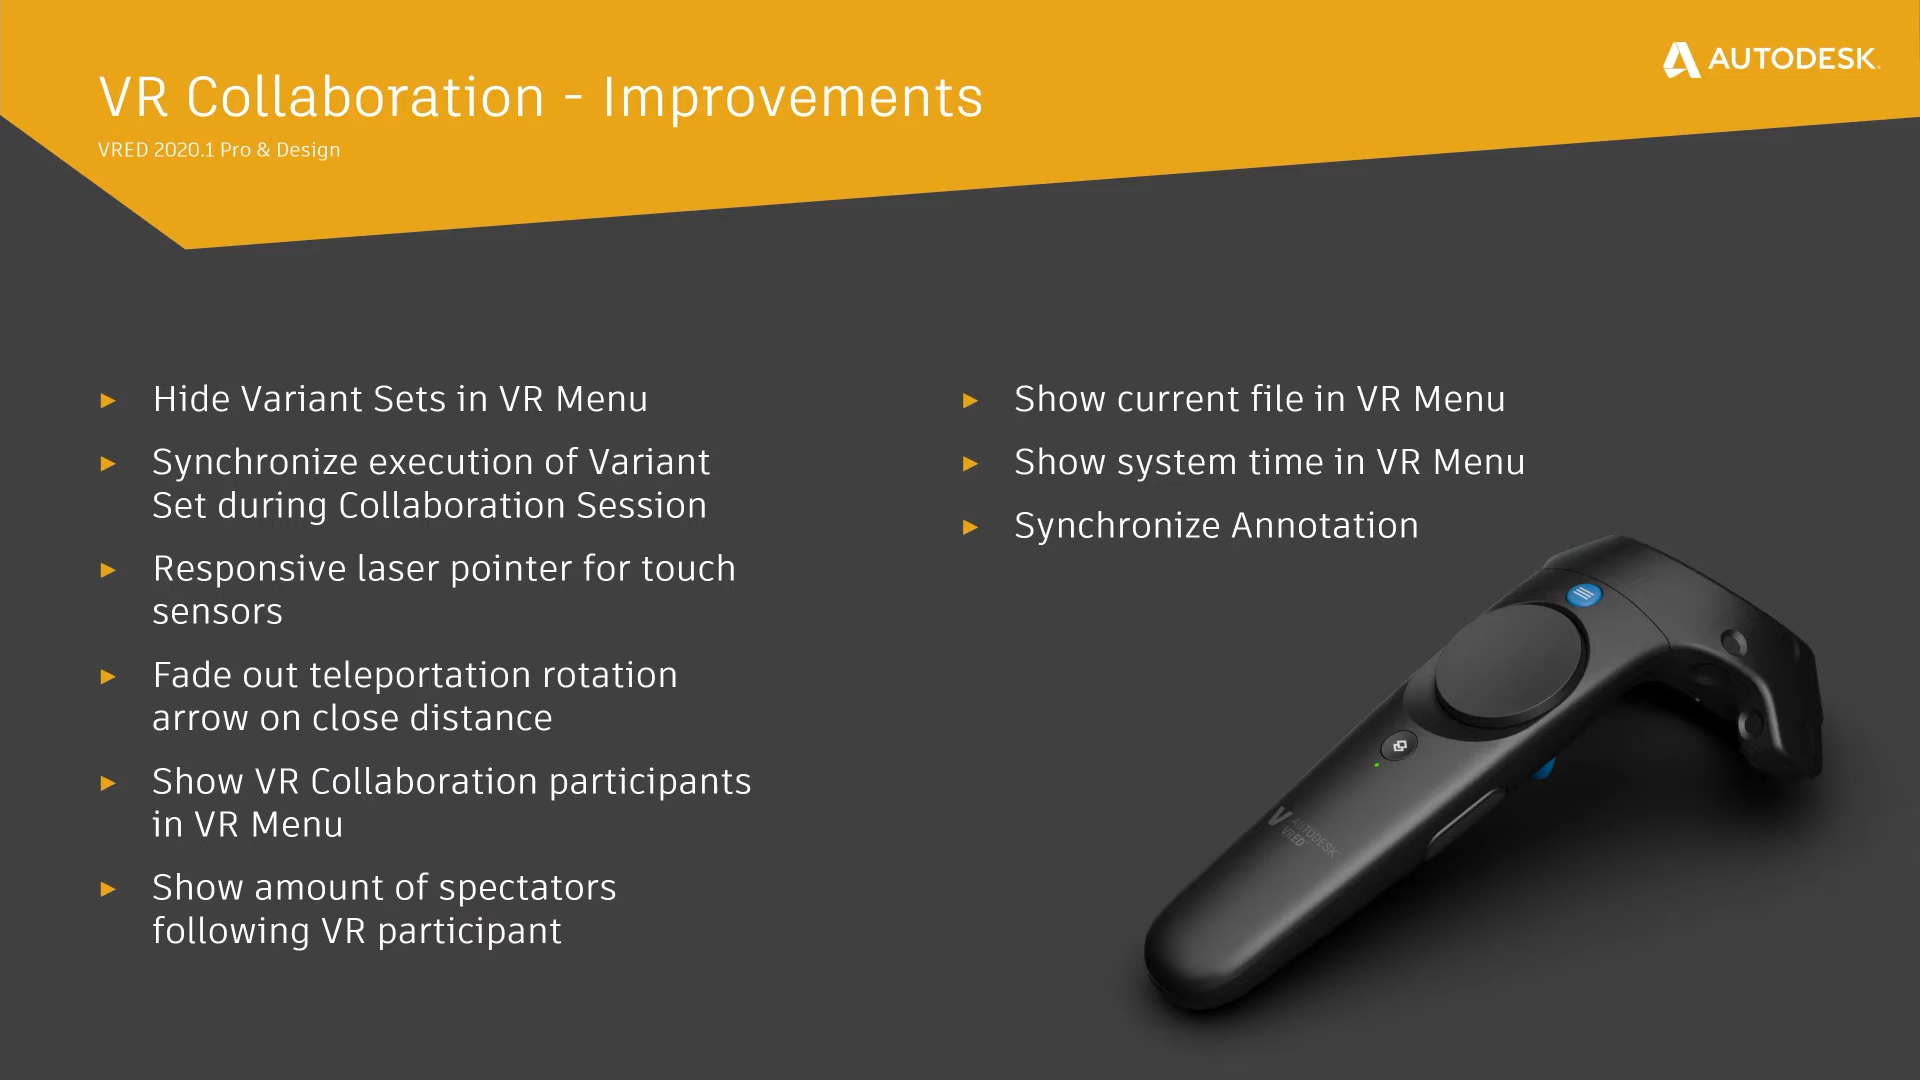 AUTODESK
VR Collaboration - Improvements
VRED 2020.1 Pro & Design
Hide Variant Sets in VR Menu
Synchronize execution of Variant
Set during Collaboration Session
Responsive laser pointer for touch
sensors
Fade out teleportation rotation
arrow on close distance
Show VR Collaboration participants
in VR Menu
Show amount of spectators
following VR participant
Show current file in VR Menu
Show system time in VR Menu
Synchronize Annotation
AUTODESK
VRED